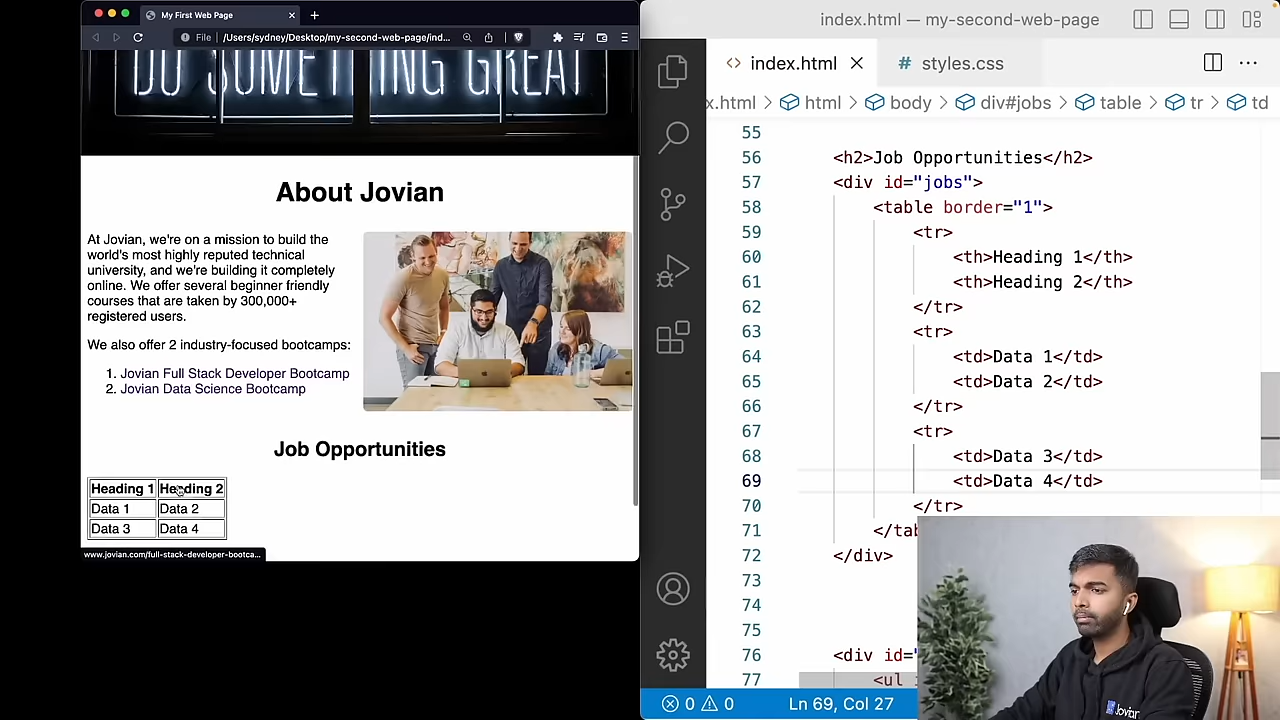 My First Web Page
File
/Users/sydney/Desktop/my-second-web-page/ind...
DO SOMETHING GREAT
About Jovian
At Jovian, we're on a mission to build the
world's most highly reputed technical
university, and we're building it completely
online. We offer several beginner friendly
courses that are taken by 300,000+
registered users.
We also offer 2 industry-focused bootcamps:
1. Jovian Full Stack Developer Bootcamp
2. Jovian Data Science Bootcamp
Job Opportunities
Heading 1 Heading 2
Data 1 Data 2
Data 3 Data 4
www.jovian.com/full-stack-developer-bootca...
index.html — my-second-web-page
<> index.html
# styles.css
x.html > html > body > div#jobs > table > tr > td
55
56 <h2>Job Opportunities</h2>
57 <div id="jobs">
58 <table border="1">
59 <tr>
60 <th>Heading 1</th>
61 <th>Heading 2</th>
62 </tr>
63 <tr>
64 <td>Data 1</td>
65 <td>Data 2</td>
66 </tr>
67 <tr>
68 <td>Data 3</td>
69 <td>Data 4</td>
70 </tr>
71 </tab
72 </div>
73
74
75
76 <div id="
77 <ul i
0 0
Ln 69, Col 27
Jovian